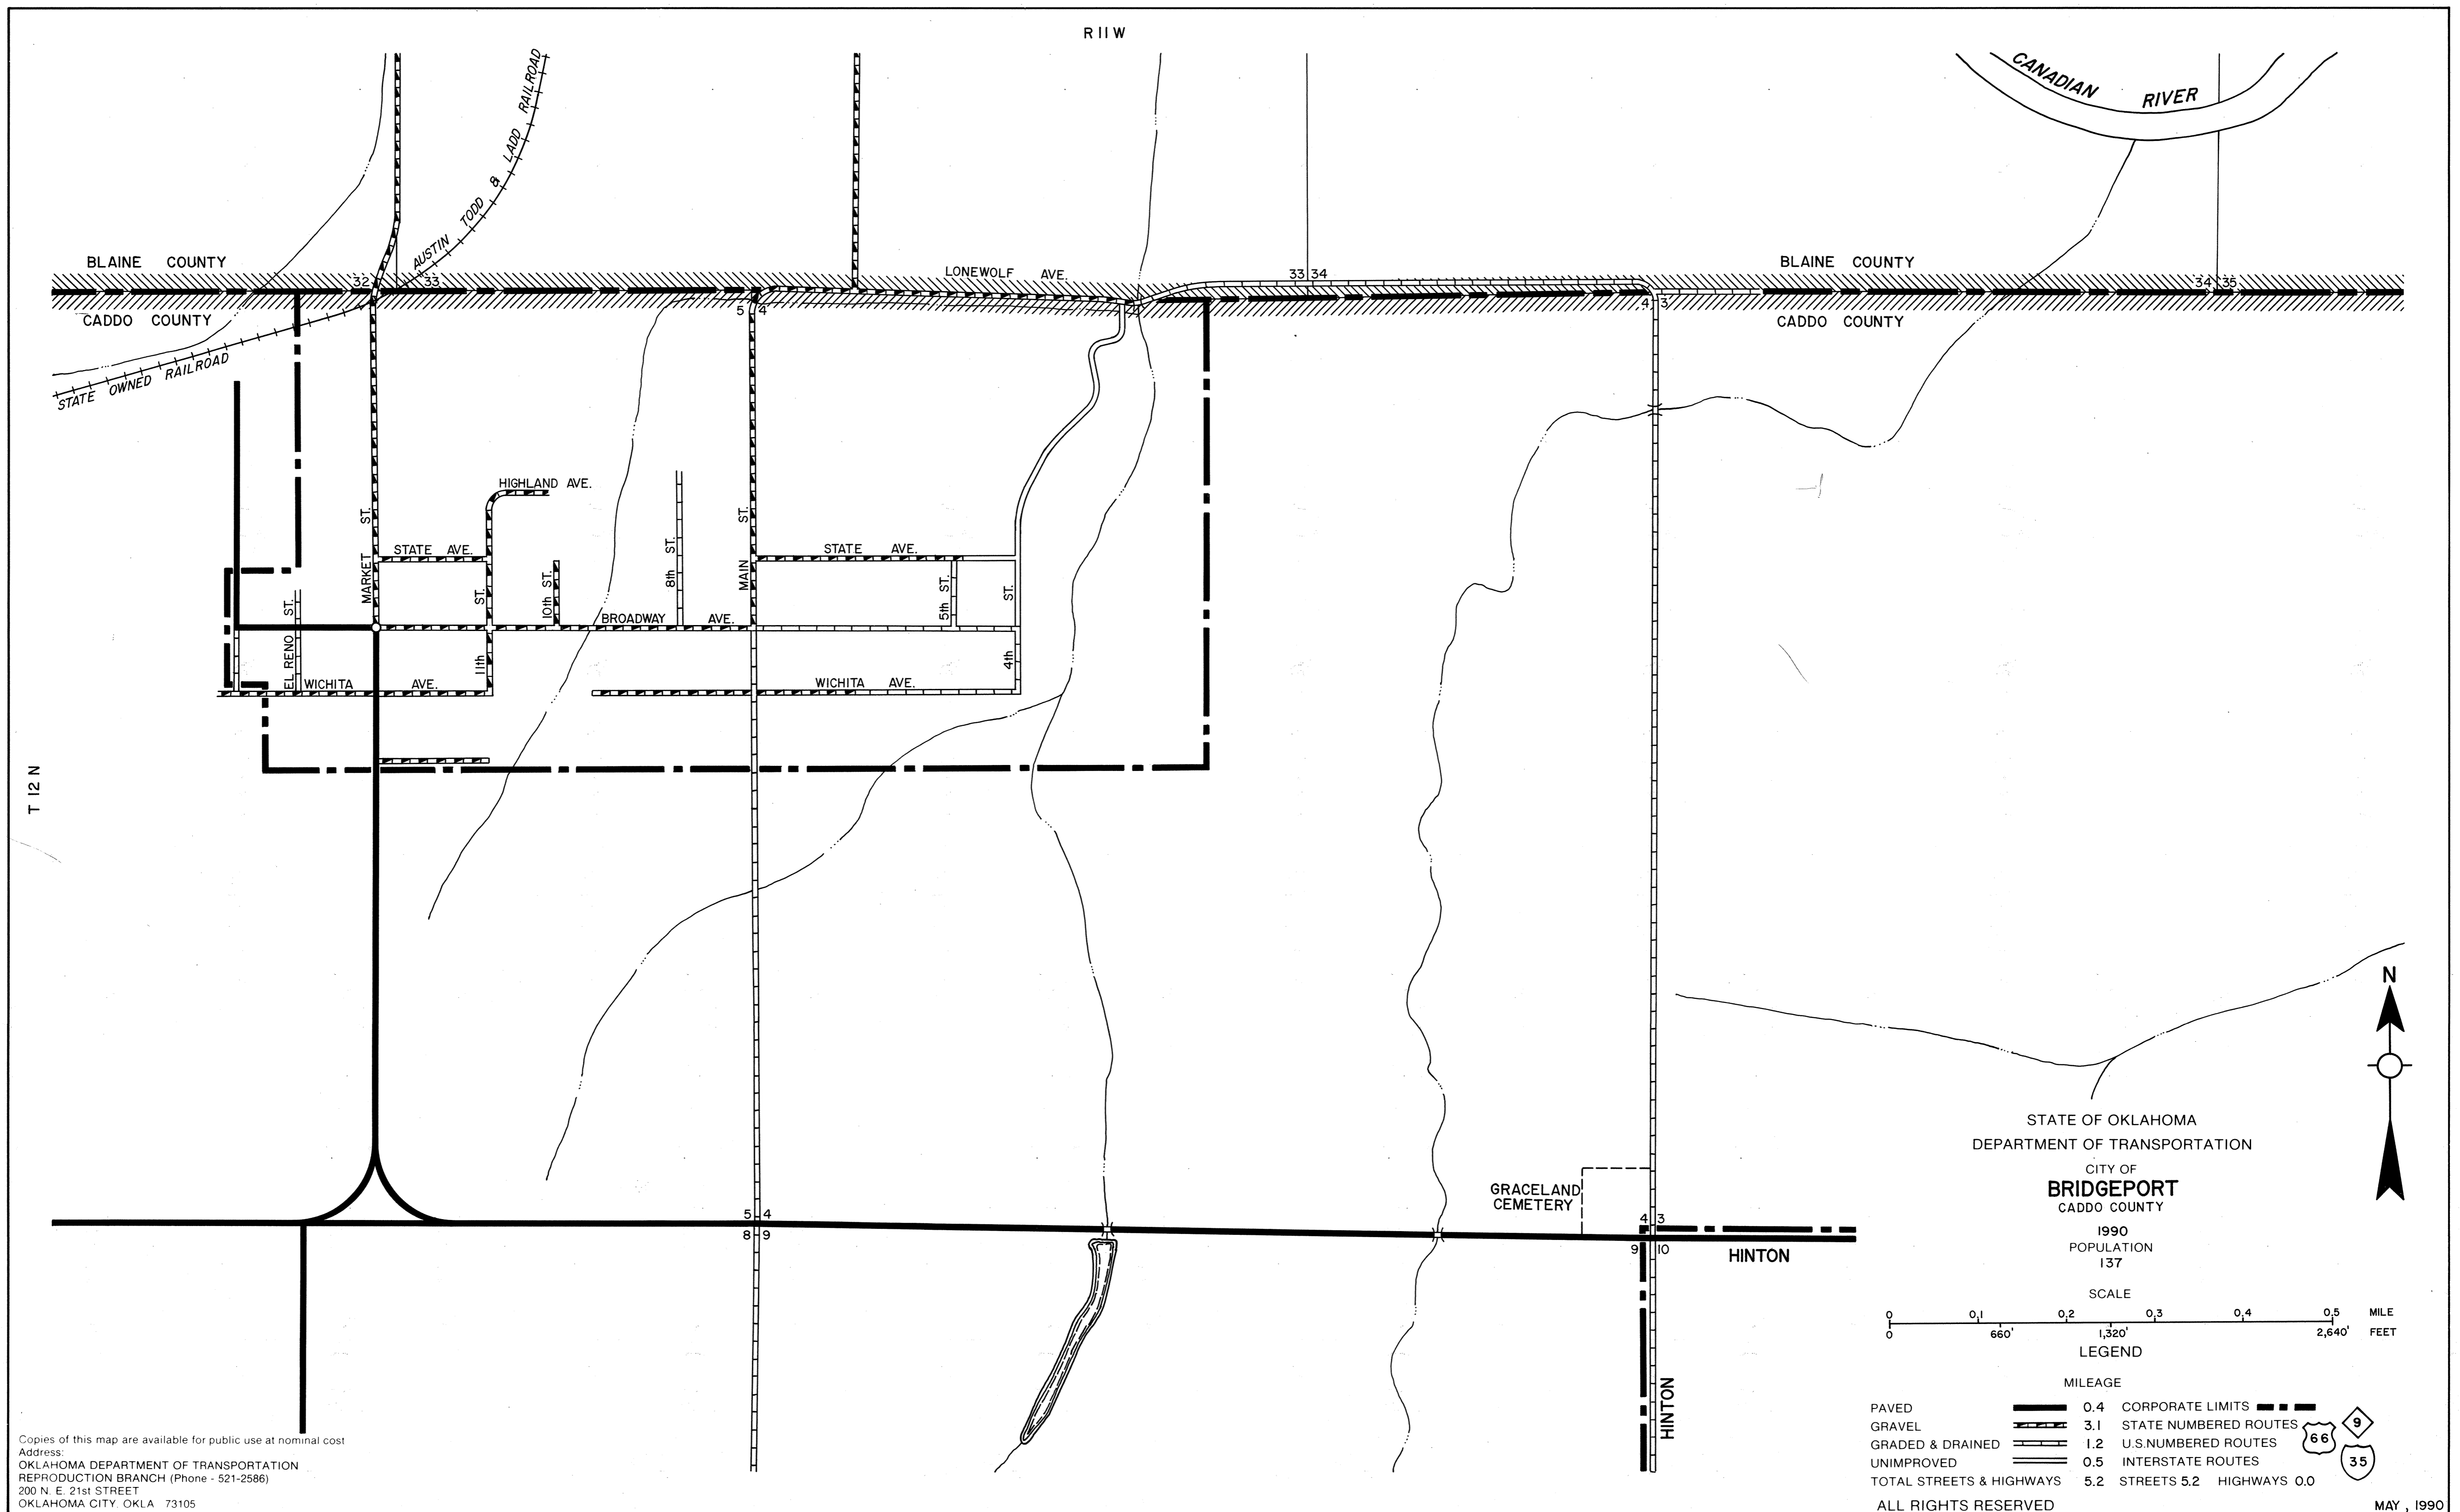 R 11 W
CANADIAN RIVER
AUSTIN TODD & LADD RAILROAD
BLAINE COUNTY
LONEWOLF AVE.
BLAINE COUNTY
32 33
33 34
34 35
CADDO COUNTY
5 4
4 3
CADDO COUNTY
STATE OWNED RAILROAD
HIGHLAND AVE.
MARKET ST.
STATE AVE.
11th ST.
10th ST.
8th ST.
MAIN ST.
STATE AVE.
5th ST.
4th ST.
EL RENO ST.
BROADWAY AVE.
WICHITA AVE.
WICHITA AVE.
T 12 N
N
GRACELAND
CEMETERY
5 4
8 9
4 3
9 10
HINTON
HINTON
STATE OF OKLAHOMA
DEPARTMENT OF TRANSPORTATION
CITY OF
BRIDGEPORT
CADDO COUNTY
1990
POPULATION
137
SCALE
0 0.1 0.2 0.3 0.4 0.5 MILE
0 660' 1,320' 2,640' FEET
LEGEND
MILEAGE
PAVED 0.4 CORPORATE LIMITS
GRAVEL 3.1 STATE NUMBERED ROUTES 9
GRADED & DRAINED 1.2 U.S. NUMBERED ROUTES 66
UNIMPROVED 0.5 INTERSTATE ROUTES 35
TOTAL STREETS & HIGHWAYS 5.2 STREETS 5.2 HIGHWAYS 0.0
ALL RIGHTS RESERVED
MAY , 1990
Copies of this map are available for public use at nominal cost
Address:
OKLAHOMA DEPARTMENT OF TRANSPORTATION
REPRODUCTION BRANCH (Phone - 521-2586)
200 N. E. 21st STREET
OKLAHOMA CITY, OKLA 73105